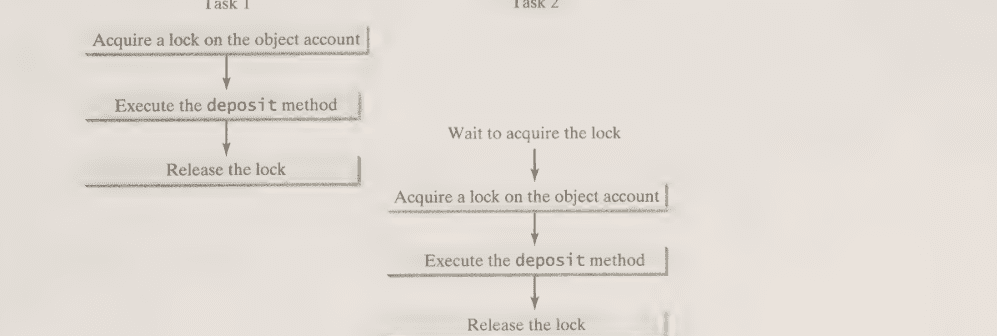 Task 1
Task 2
Acquire a lock on the object account
Execute the deposit method
Release the lock
Wait to acquire the lock
Acquire a lock on the object account
Execute the deposit method
Release the lock